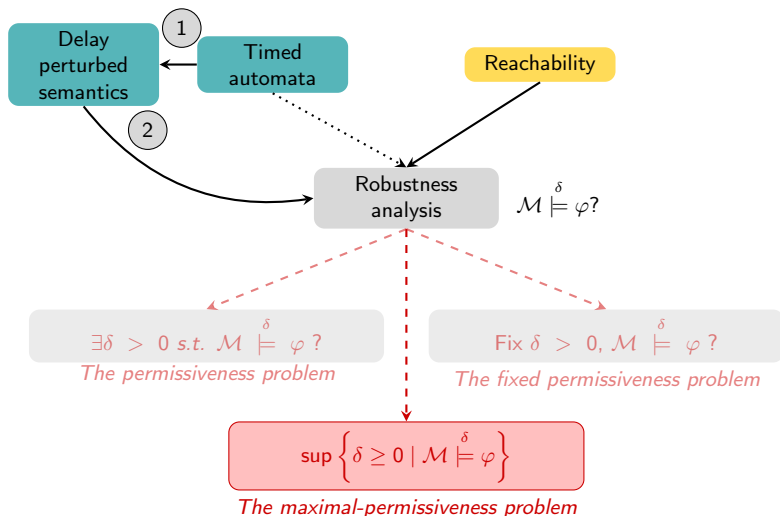 1
Delay
perturbed
semantics
Timed
automata
Reachability
2
Robustness
analysis
ℳ ⊨^δ φ?
∃δ > 0 s.t. ℳ ⊨^δ φ ?
The permissiveness problem
Fix δ > 0, ℳ ⊨^δ φ ?
The fixed permissiveness problem
sup {δ ≥ 0 | ℳ ⊨^δ φ}
The maximal-permissiveness problem